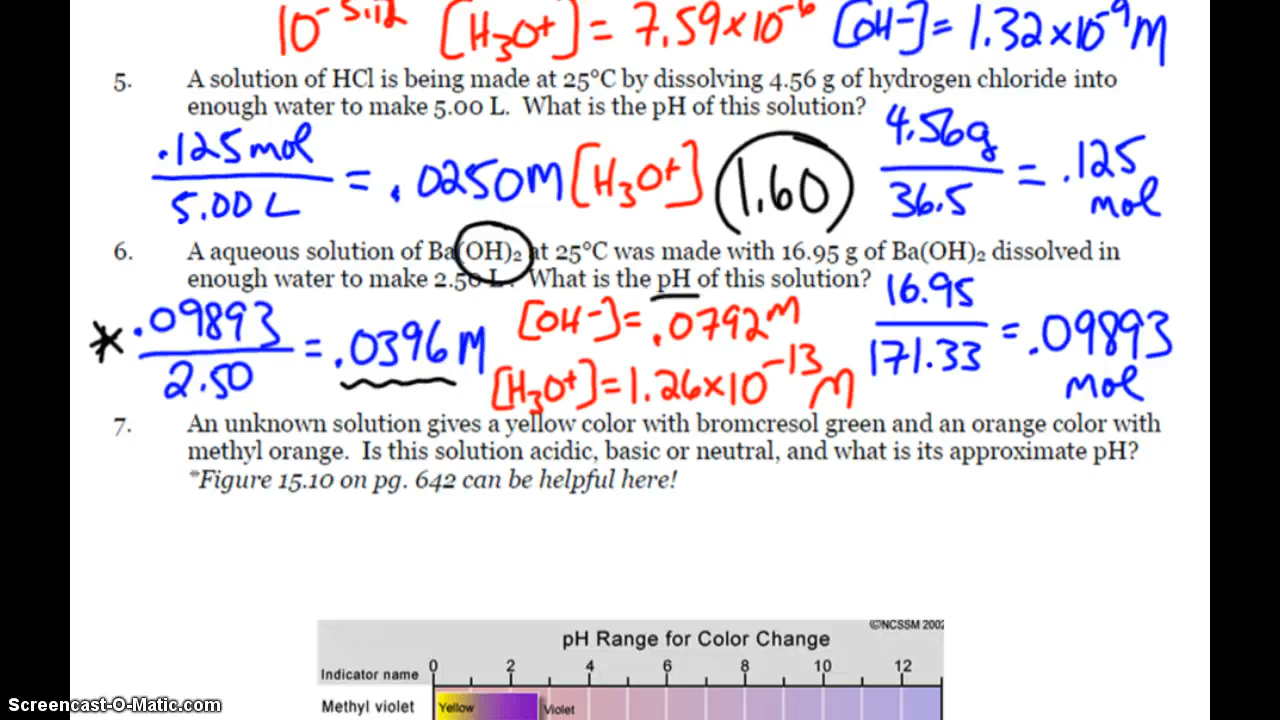 10^-5.12 [H3O+] = 7.59×10^-6 [OH-] = 1.32×10^-9 M
5. A solution of HCl is being made at 25°C by dissolving 4.56 g of hydrogen chloride into
enough water to make 5.00 L. What is the pH of this solution?
.125 mol / 5.00 L = .0250 M [H3O+] 1.60 4.56g / 36.5 = .125 mol
6. A aqueous solution of Ba(OH)₂ at 25°C was made with 16.95 g of Ba(OH)₂ dissolved in
enough water to make 2.50 L. What is the pH of this solution?
* .09893 / 2.50 = .0396 M [OH-] = .0792 M 16.95 / 171.33 = .09893 mol
[H3O+] = 1.26×10^-13 M
7. An unknown solution gives a yellow color with bromcresol green and an orange color with
methyl orange. Is this solution acidic, basic or neutral, and what is its approximate pH?
*Figure 15.10 on pg. 642 can be helpful here!
©NCSSM 2002
pH Range for Color Change
Indicator name 0 2 4 6 8 10 12
Methyl violet Yellow Violet
Screencast-O-Matic.com